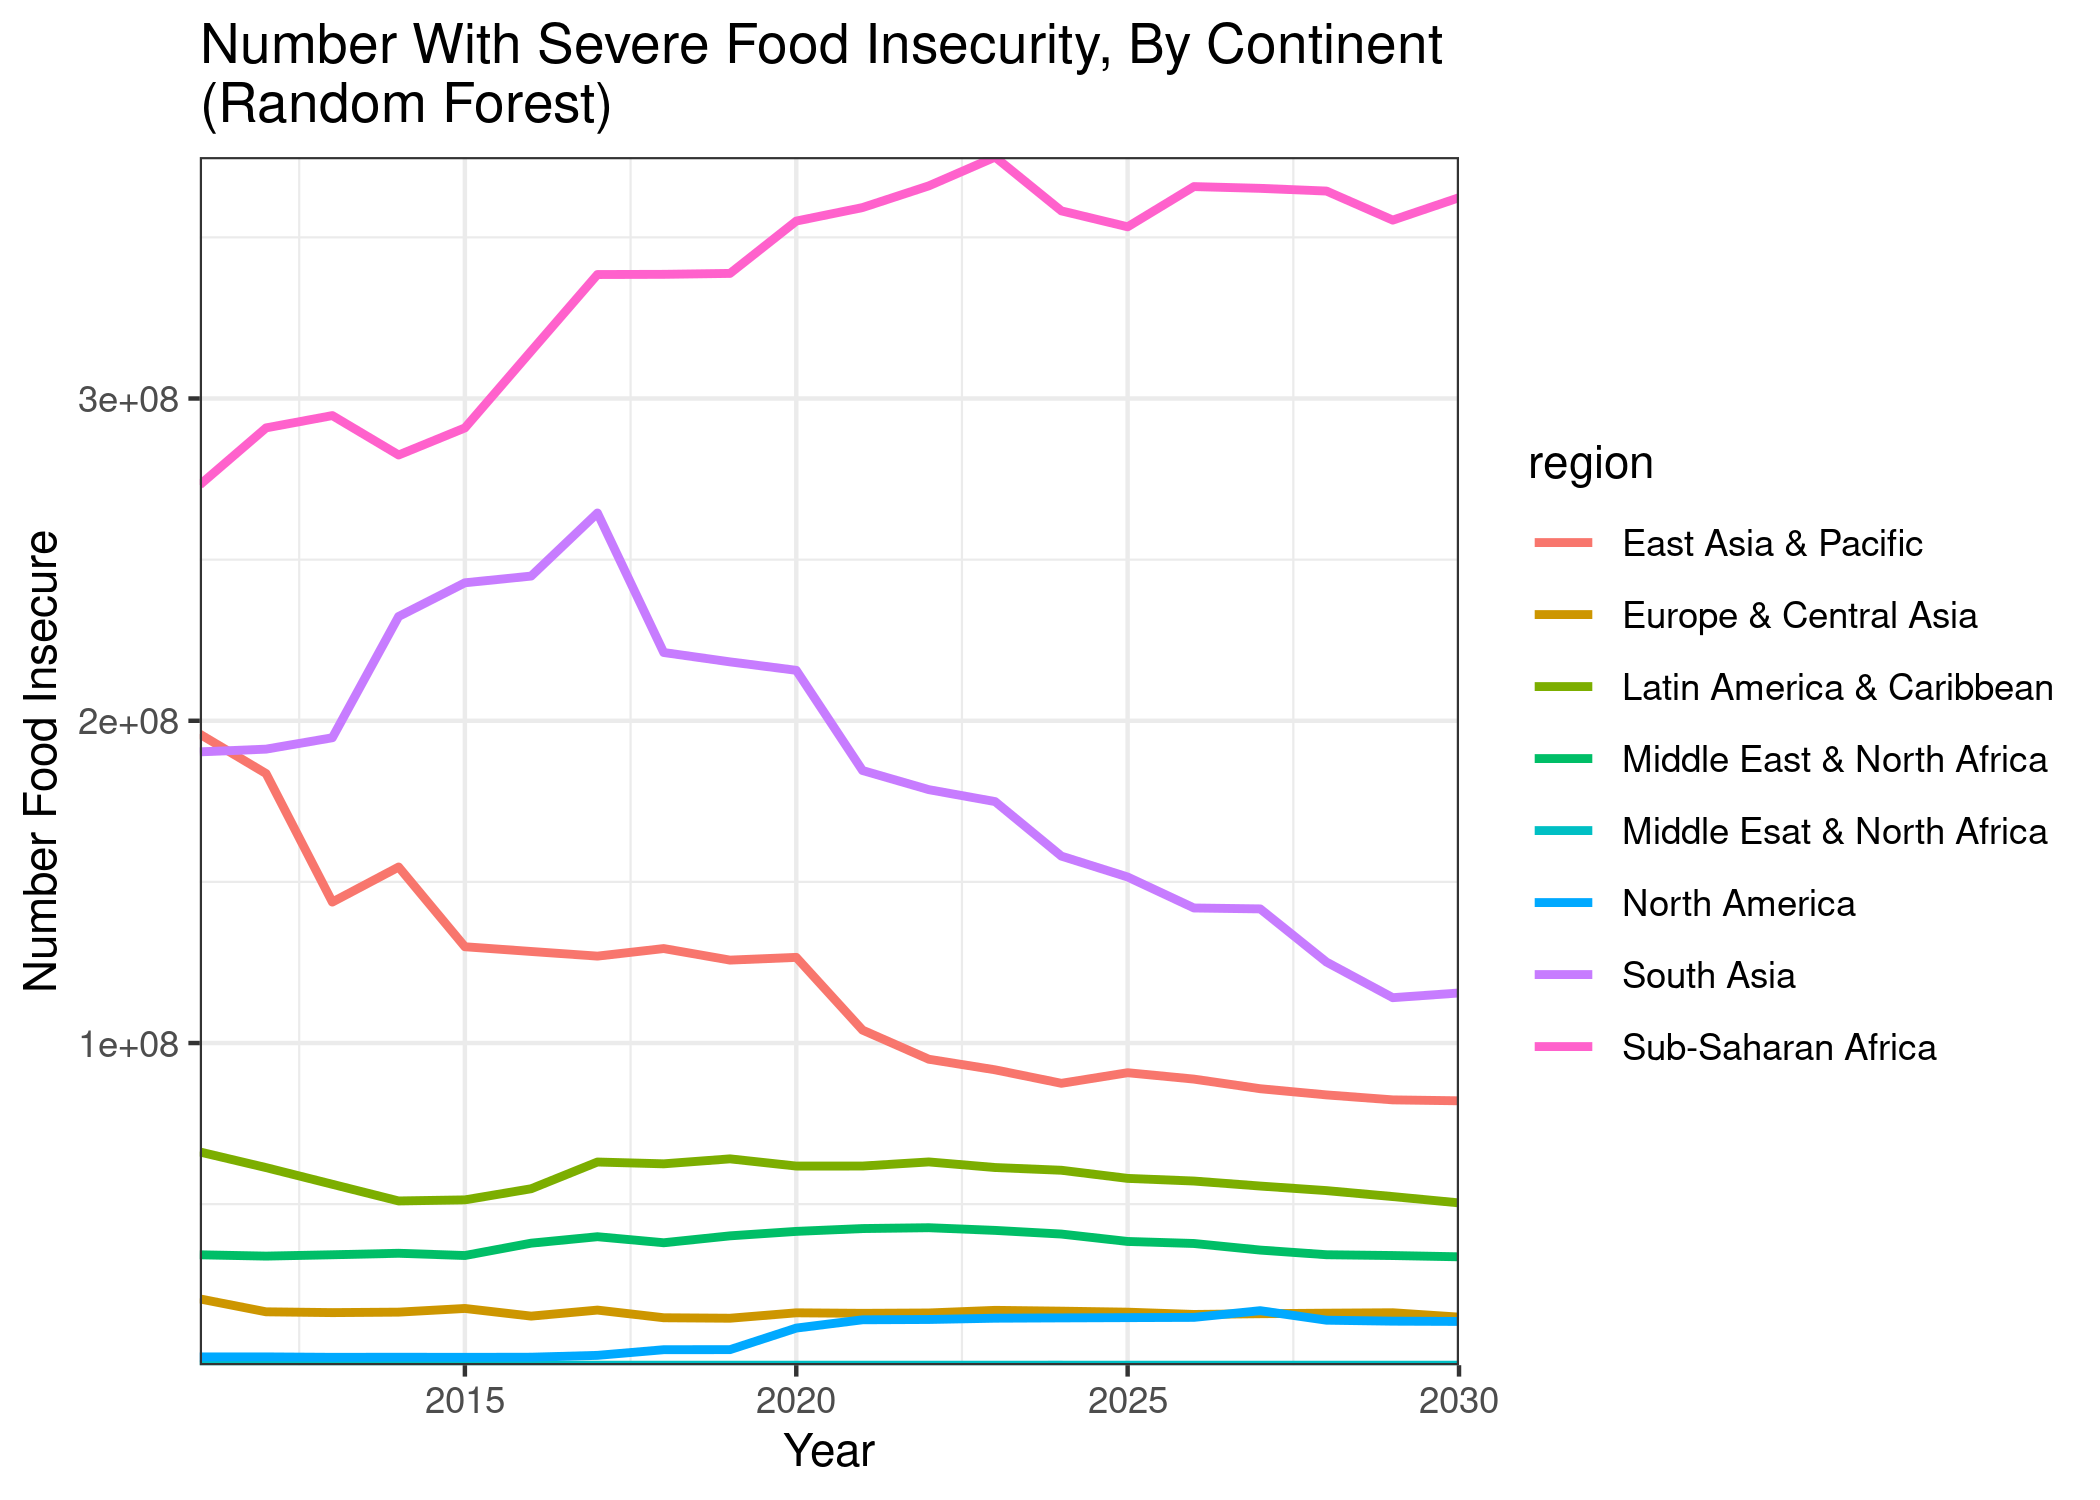 Number With Severe Food Insecurity, By Continent
(Random Forest)
Number Food Insecure
3e+08
2e+08
1e+08
2015
2020
2025
2030
Year
region
East Asia & Pacific
Europe & Central Asia
Latin America & Caribbean
Middle East & North Africa
Middle Esat & North Africa
North America
South Asia
Sub-Saharan Africa